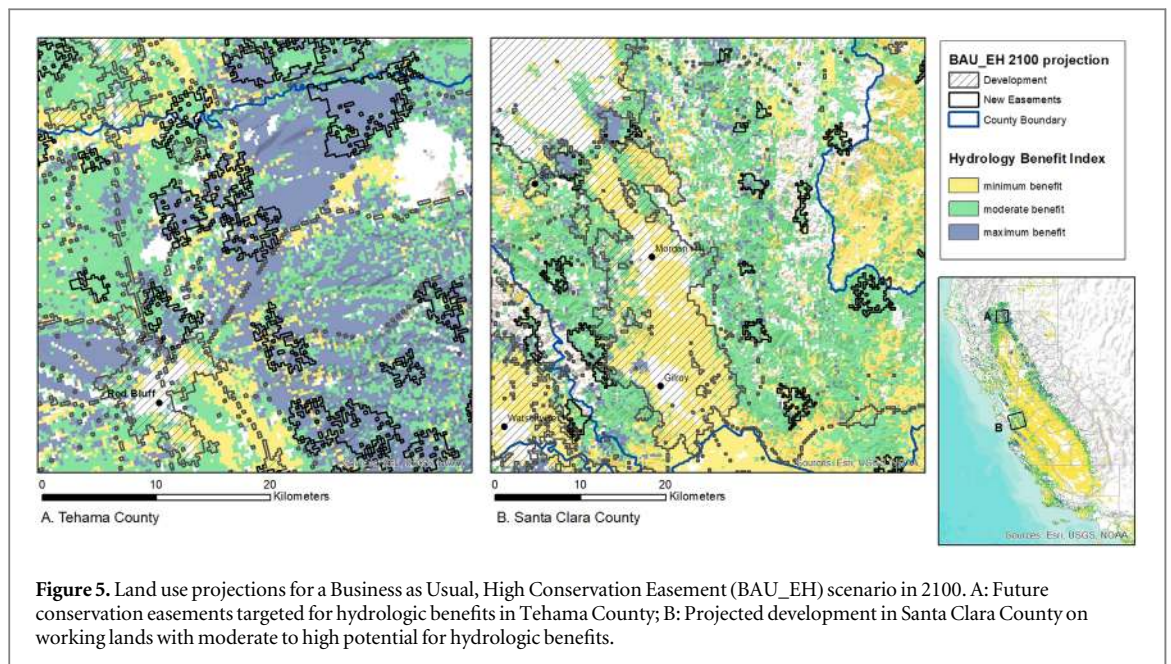 BAU_EH 2100 projection
Development
New Easements
County Boundary
Hydrology Benefit Index
minimum benefit
moderate benefit
maximum benefit
Red Bluff
Morgan
Gilroy
0 10 20
Kilometers
A. Tehama County
0 10 20
Kilometers
B. Santa Clara County
Sources: Esri, USGS, NOAA
A
B
Sources: Esri, USGS, NOAA
Figure 5. Land use projections for a Business as Usual, High Conservation Easement (BAU_EH) scenario in 2100. A: Future
conservation easements targeted for hydrologic benefits in Tehama County; B: Projected development in Santa Clara County on
working lands with moderate to high potential for hydrologic benefits.